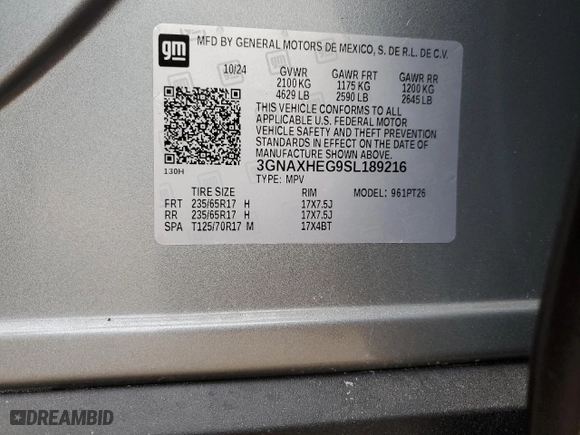 gm
MFD BY GENERAL MOTORS DE MEXICO, S. DE R.L. DE C.V.
10/24 GVWR GAWR FRT GAWR RR
2100 KG 1175 KG 1200 KG
4629 LB 2590 LB 2645 LB
THIS VEHICLE CONFORMS TO ALL
APPLICABLE U.S. FEDERAL MOTOR
VEHICLE SAFETY AND THEFT PREVENTION
STANDARDS IN EFFECT ON THE DATE OF
MANUFACTURE SHOWN ABOVE.
130H 3GNAXHEG9SL189216
TYPE: MPV MODEL: 961PT26
TIRE SIZE RIM
FRT 235/65R17 H 17X7.5J
RR 235/65R17 H 17X7.5J
SPA T125/70R17 M 17X4BT
DREAMBID